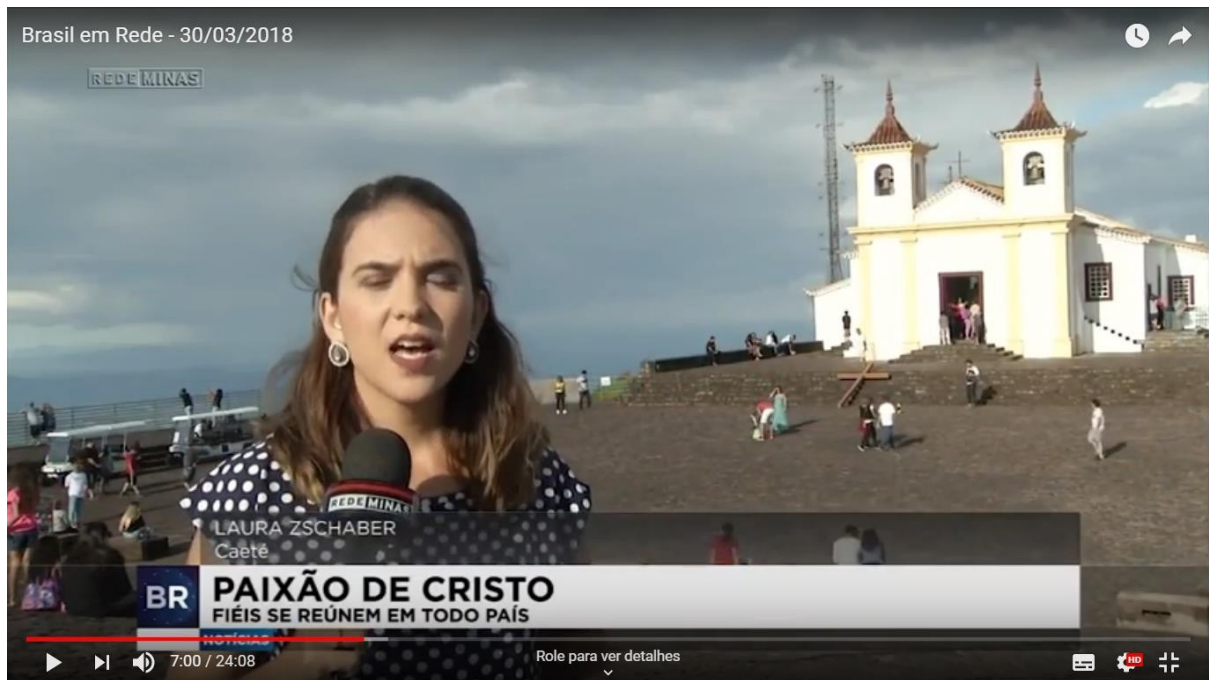 Brasil em Rede - 30/03/2018
REDE MINAS
REDE MINAS
LAURA ZSCHABER
Caeté
BR
PAIXÃO DE CRISTO
FIÉIS SE REÚNEM EM TODO PAÍS
NOTÍCIAS
7:00 / 24:08
Role para ver detalhes
HD